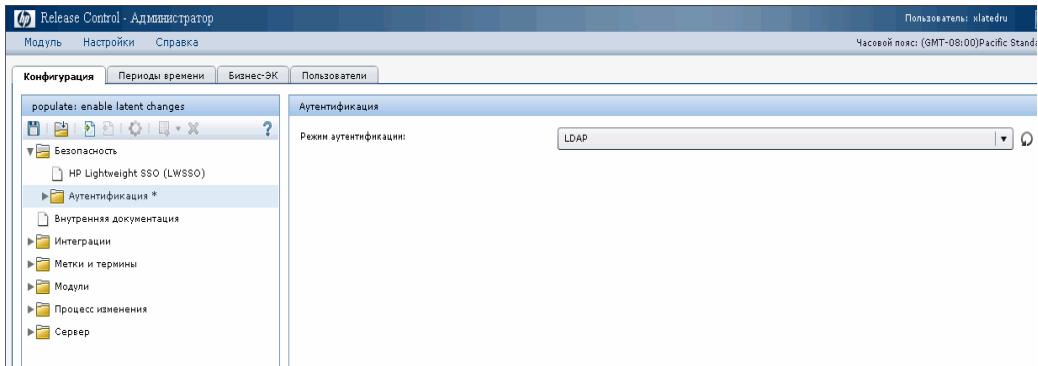 hp Release Control - Администратор
Пользователь: xlatedru
Модуль Настройки Справка
Часовой пояс: (GMT-08:00)Pacific Standa
Конфигурация Периоды времени Бизнес-ЭК Пользователи
populate: enable latent changes
Аутентификация
?
Режим аутентификации: LDAP
Безопасность
HP Lightweight SSO (LWSSO)
Аутентификация *
Внутренняя документация
Интеграции
Метки и термины
Модули
Процесс изменения
Сервер